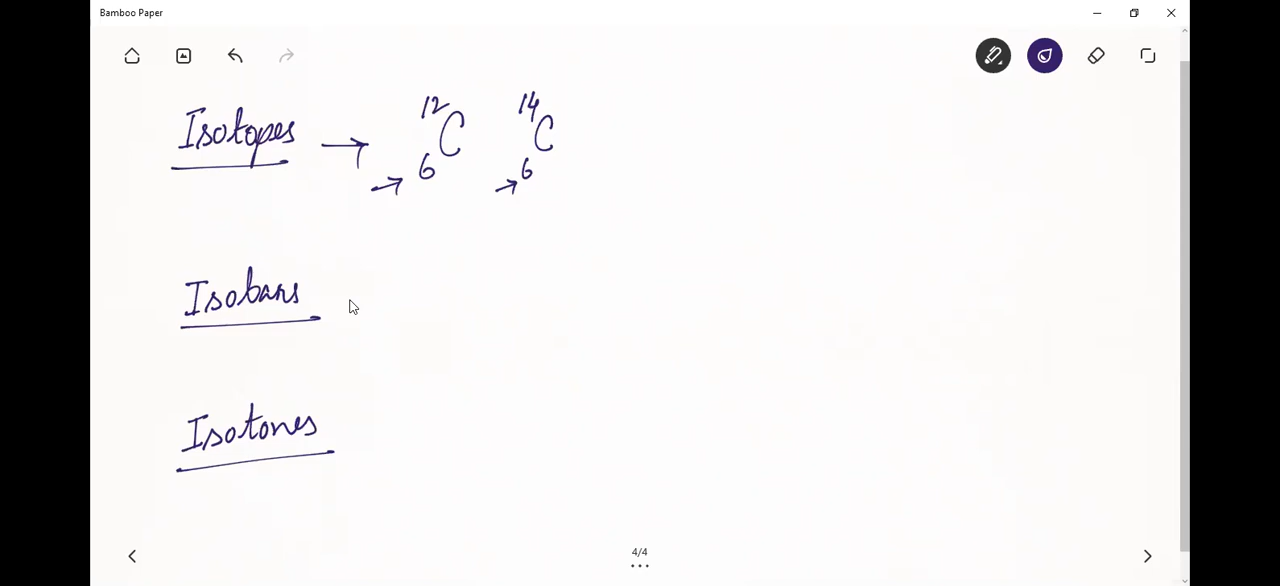 Bamboo Paper
Isotopes → ¹²₆C ¹⁴₆C
→ →
Isobars
Isotones
4/4